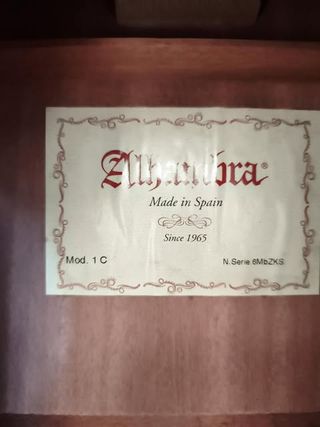 Alhambra®
Made in Spain
Since 1965
Mod. 1 C
N.Serie 6MbZKS